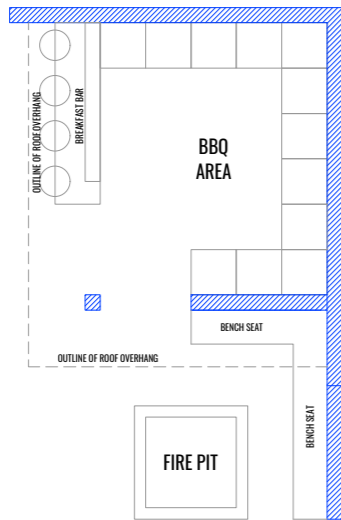 OUTLINE OF ROOF OVERHANG
BREAKFAST BAR
BBQ
AREA
BENCH SEAT
OUTLINE OF ROOF OVERHANG
BENCH SEAT
FIRE PIT